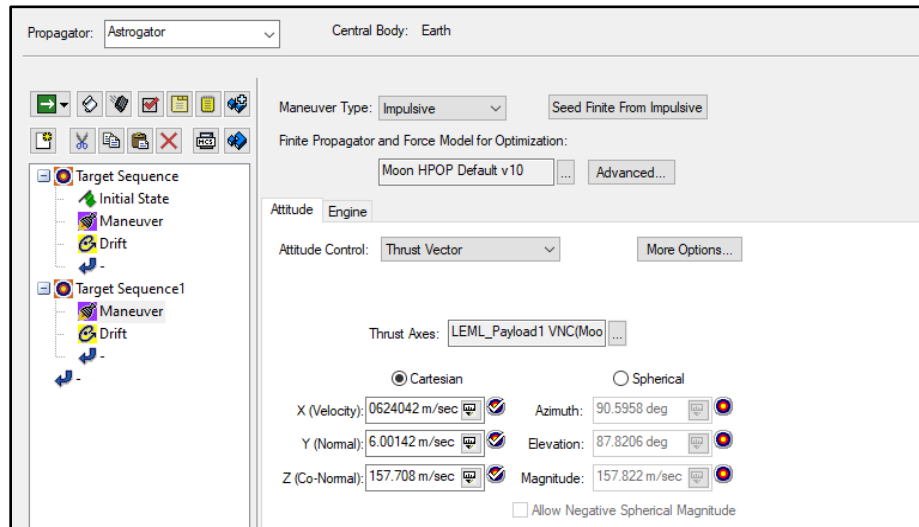 Propagator: Astrogator Central Body: Earth
Maneuver Type: Impulsive Seed Finite From Impulsive
Finite Propagator and Force Model for Optimization:
Moon HPOP Default v10 ... Advanced...
MCS
Target Sequence
Initial State
Maneuver
Drift
-
Target Sequence1
Maneuver
Drift
-
-
Attitude Engine
Attitude Control: Thrust Vector More Options...
Thrust Axes: LEML_Payload1 VNC(Moo ...
Cartesian Spherical
X (Velocity): 0624042 m/sec Azimuth: 90.5958 deg
Y (Normal): 6.00142 m/sec Elevation: 87.8206 deg
Z (Co-Normal): 157.708 m/sec Magnitude: 157.822 m/sec
Allow Negative Spherical Magnitude